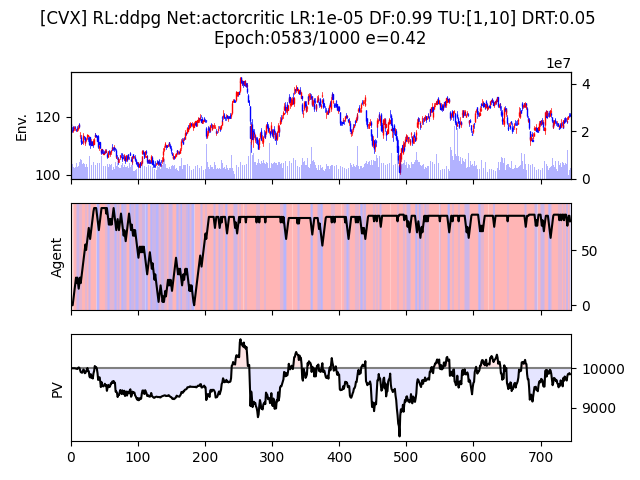 [CVX] RL:ddpg Net:actorcritic LR:1e-05 DF:0.99 TU:[1,10] DRT:0.05
Epoch:0583/1000 e=0.42
1e7
Env.
120
100
4
2
0
Agent
50
0
PV
10000
9000
0 100 200 300 400 500 600 700